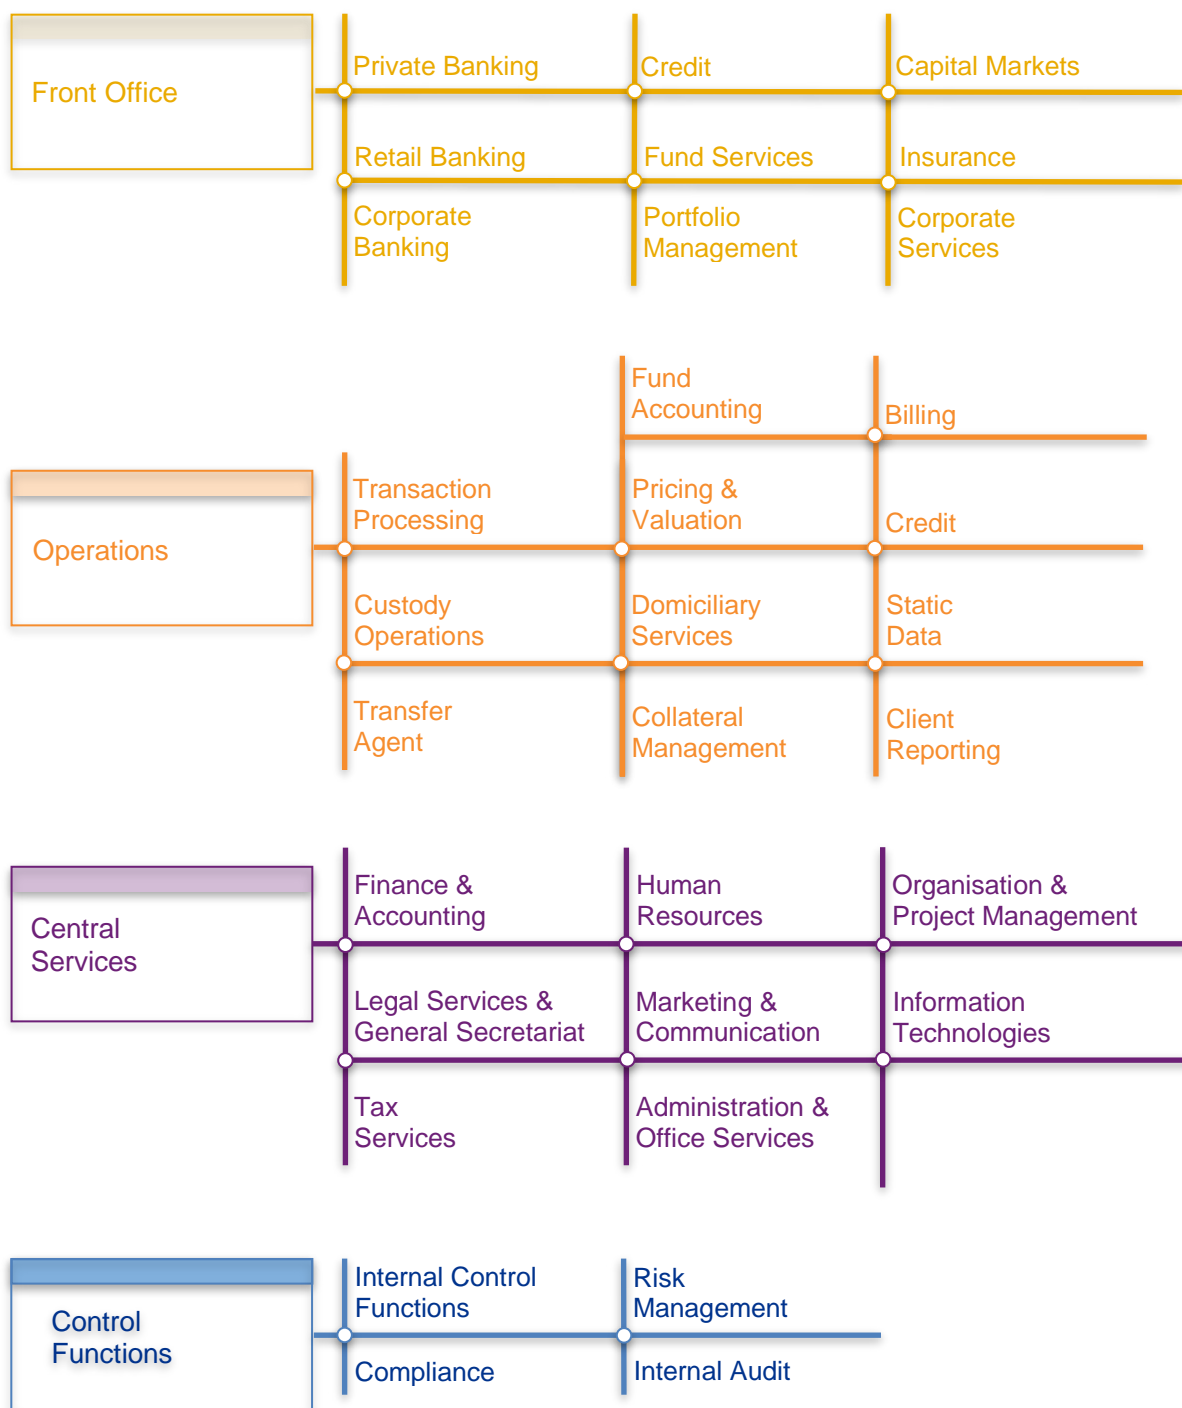 Front Office
Private Banking
Credit
Capital Markets
Retail Banking
Fund Services
Insurance
Corporate
Banking
Portfolio
Management
Corporate
Services
Operations
Fund
Accounting
Billing
Transaction
Processing
Pricing &
Valuation
Credit
Custody
Operations
Domiciliary
Services
Static
Data
Transfer
Agent
Collateral
Management
Client
Reporting
Central
Services
Finance &
Accounting
Human
Resources
Organisation &
Project Management
Legal Services &
General Secretariat
Marketing &
Communication
Information
Technologies
Tax
Services
Administration &
Office Services
Control
Functions
Internal Control
Functions
Risk
Management
Compliance
Internal Audit